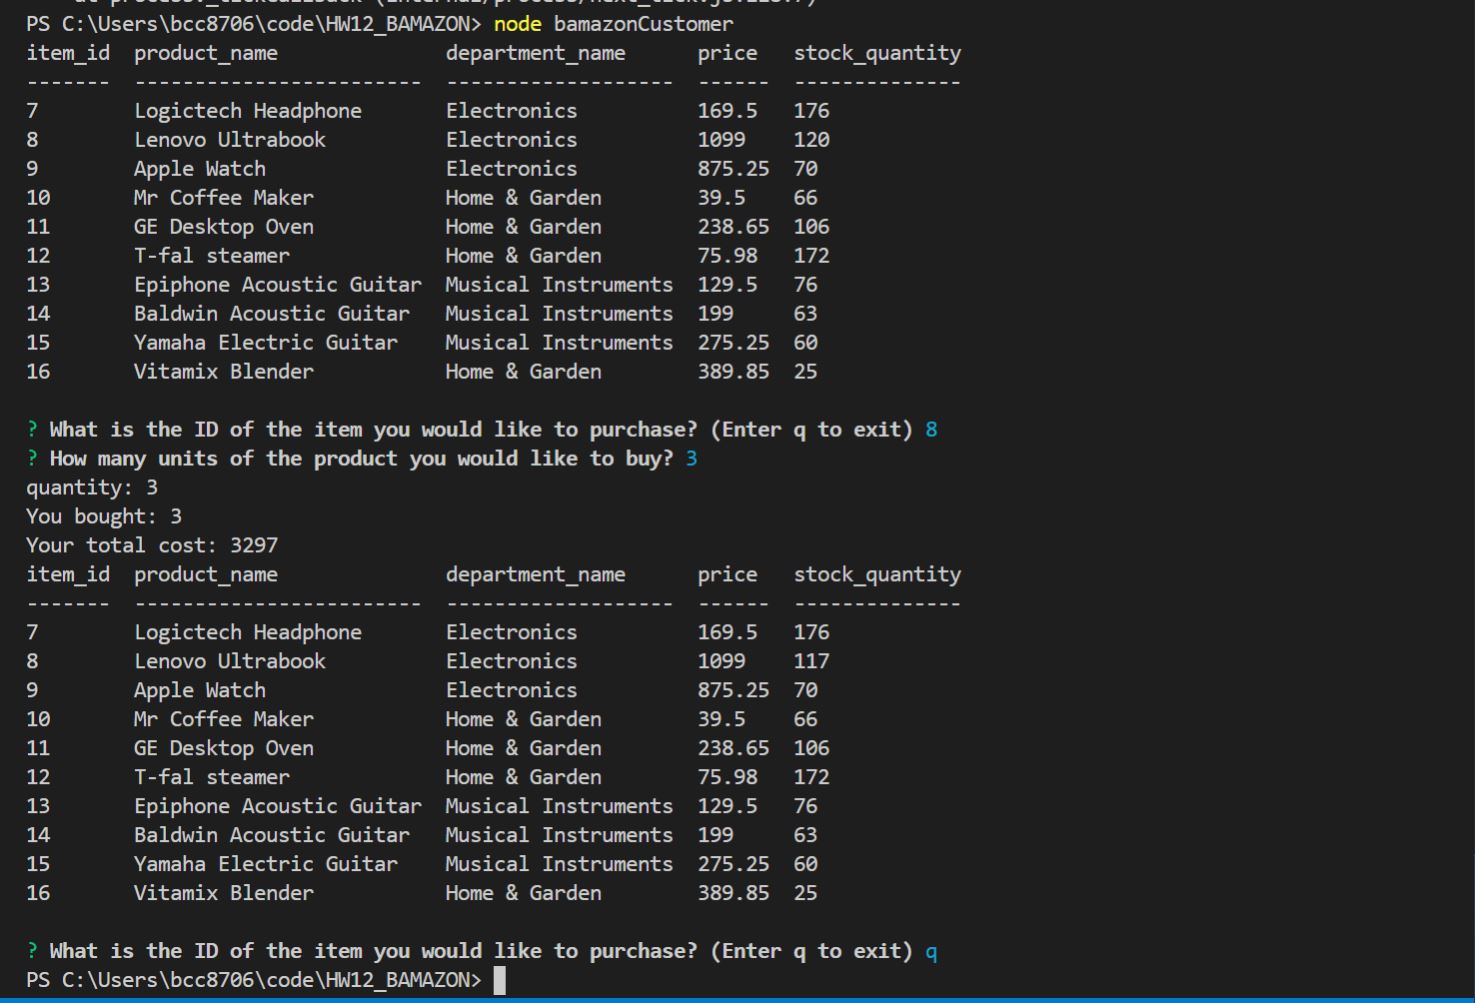 PS C:\Users\bcc8706\code\HW12_BAMAZON> node bamazonCustomer
item_id  product_name              department_name      price   stock_quantity
-------  ------------------------  -------------------  ------  --------------
7        Logictech Headphone       Electronics          169.5   176
8        Lenovo Ultrabook          Electronics          1099    120
9        Apple Watch               Electronics          875.25  70
10       Mr Coffee Maker           Home & Garden        39.5    66
11       GE Desktop Oven           Home & Garden        238.65  106
12       T-fal steamer             Home & Garden        75.98   172
13       Epiphone Acoustic Guitar  Musical Instruments  129.5   76
14       Baldwin Acoustic Guitar   Musical Instruments  199     63
15       Yamaha Electric Guitar    Musical Instruments  275.25  60
16       Vitamix Blender           Home & Garden        389.85  25
? What is the ID of the item you would like to purchase? (Enter q to exit) 8
? How many units of the product you would like to buy? 3
quantity: 3
You bought: 3
Your total cost: 3297
item_id  product_name              department_name      price   stock_quantity
-------  ------------------------  -------------------  ------  --------------
7        Logictech Headphone       Electronics          169.5   176
8        Lenovo Ultrabook          Electronics          1099    117
9        Apple Watch               Electronics          875.25  70
10       Mr Coffee Maker           Home & Garden        39.5    66
11       GE Desktop Oven           Home & Garden        238.65  106
12       T-fal steamer             Home & Garden        75.98   172
13       Epiphone Acoustic Guitar  Musical Instruments  129.5   76
14       Baldwin Acoustic Guitar   Musical Instruments  199     63
15       Yamaha Electric Guitar    Musical Instruments  275.25  60
16       Vitamix Blender           Home & Garden        389.85  25
? What is the ID of the item you would like to purchase? (Enter q to exit) q
PS C:\Users\bcc8706\code\HW12_BAMAZON>